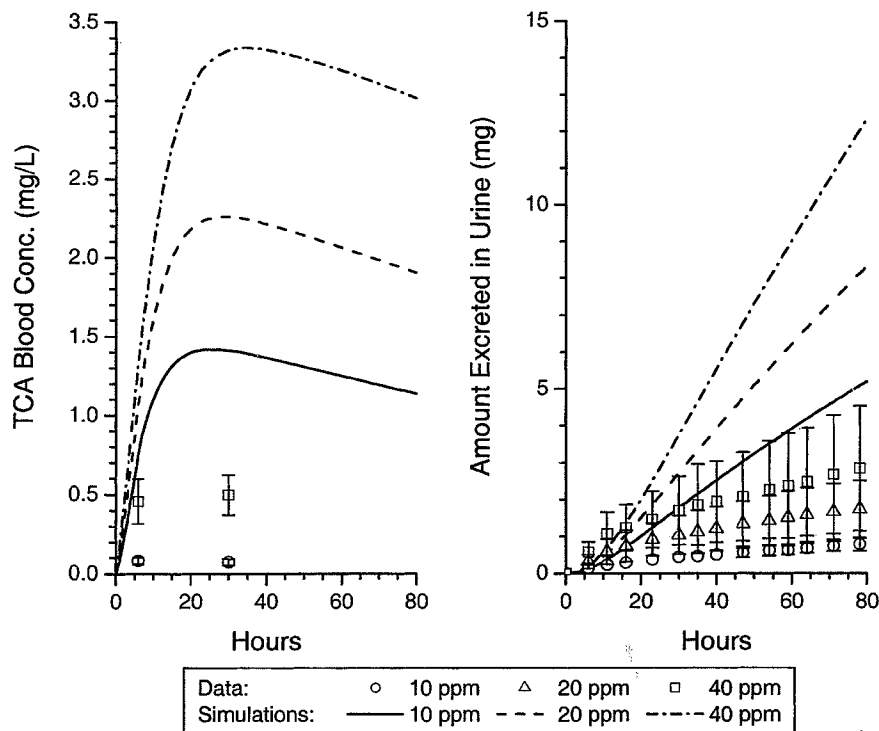 TCA Blood Conc. (mg/L)
3.5
3.0
2.5
2.0
1.5
1.0
0.5
0.0
0 20 40 60 80
Hours
Amount Excreted in Urine (mg)
15
10
5
0
0 20 40 60 80
Hours
Data: 10 ppm 20 ppm 40 ppm
Simulations: 10 ppm 20 ppm 40 ppm